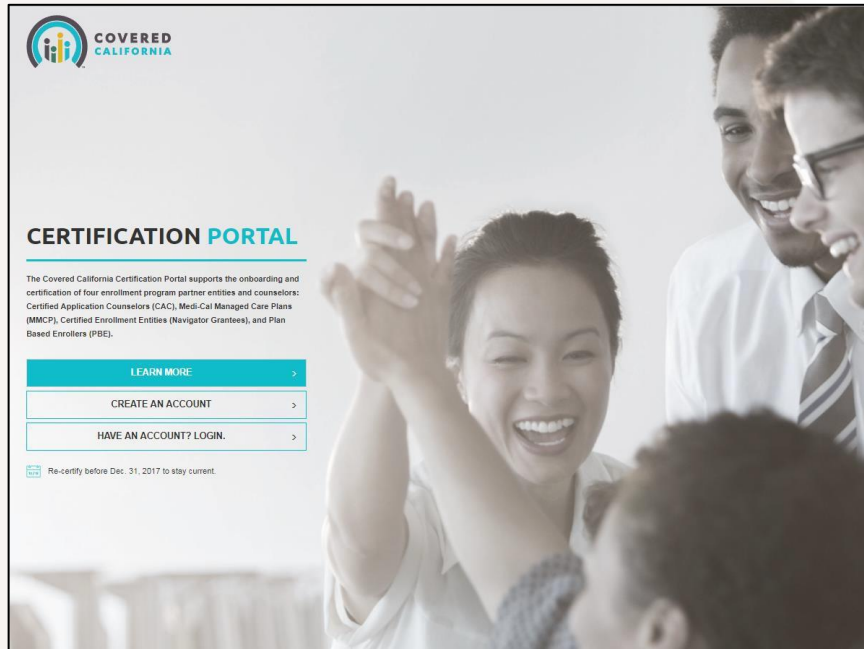 COVERED
CALIFORNIA
CERTIFICATION PORTAL
The Covered California Certification Portal supports the onboarding and
certification of four enrollment program partner entities and counselors:
Certified Application Counselors (CAC), Medi-Cal Managed Care Plans
(MMCP), Certified Enrollment Entities (Navigator Grantees), and Plan
Based Enrollers (PBE).
LEARN MORE >
CREATE AN ACCOUNT >
HAVE AN ACCOUNT? LOGIN. >
Re-certify before Dec. 31, 2017 to stay current.